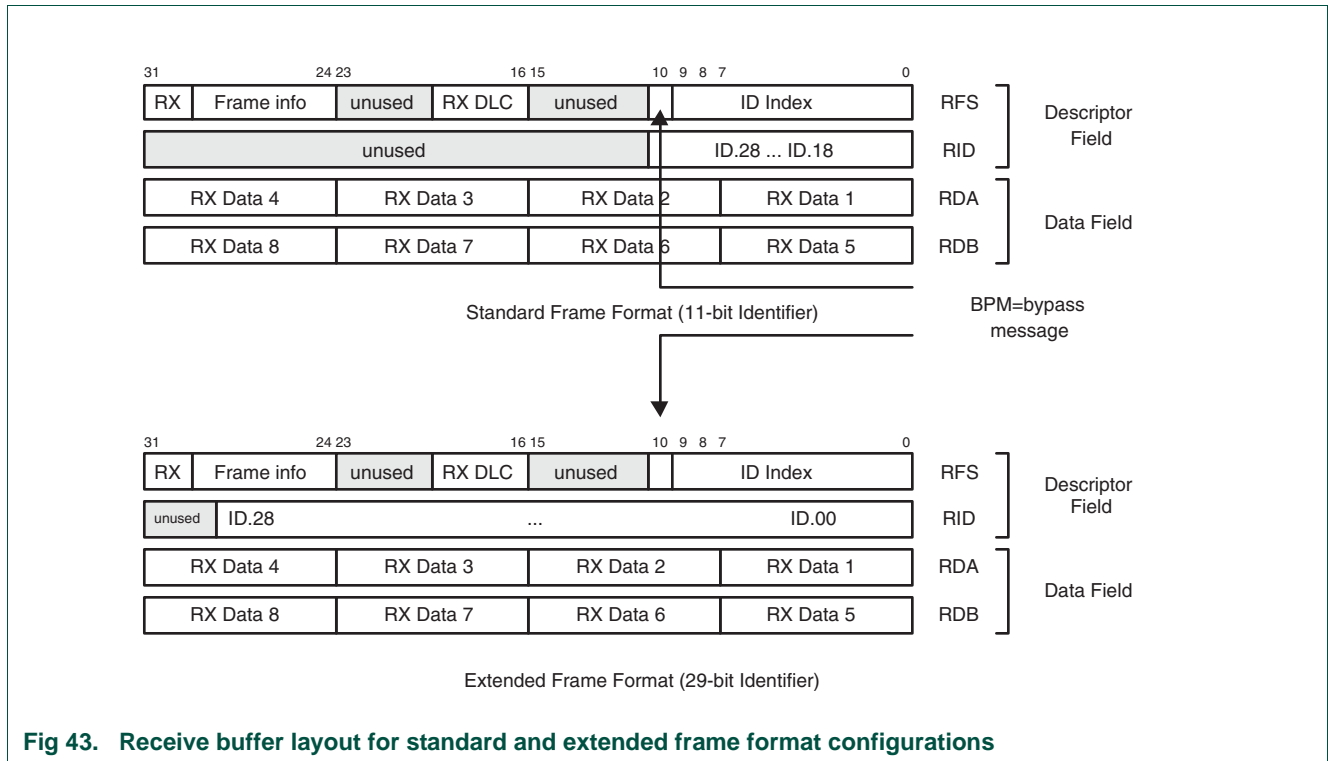 31 24 23 16 15 10 9 8 7 0
RX Frame info unused RX DLC unused ID Index RFS
unused ID.28 ... ID.18 RID
Descriptor
Field
RX Data 4 RX Data 3 RX Data 2 RX Data 1 RDA
RX Data 8 RX Data 7 RX Data 6 RX Data 5 RDB
Data Field
Standard Frame Format (11-bit Identifier)
BPM=bypass
message
31 24 23 16 15 10 9 8 7 0
RX Frame info unused RX DLC unused ID Index RFS
unused ID.28 ... ID.00 RID
Descriptor
Field
RX Data 4 RX Data 3 RX Data 2 RX Data 1 RDA
RX Data 8 RX Data 7 RX Data 6 RX Data 5 RDB
Data Field
Extended Frame Format (29-bit Identifier)
Fig 43. Receive buffer layout for standard and extended frame format configurations